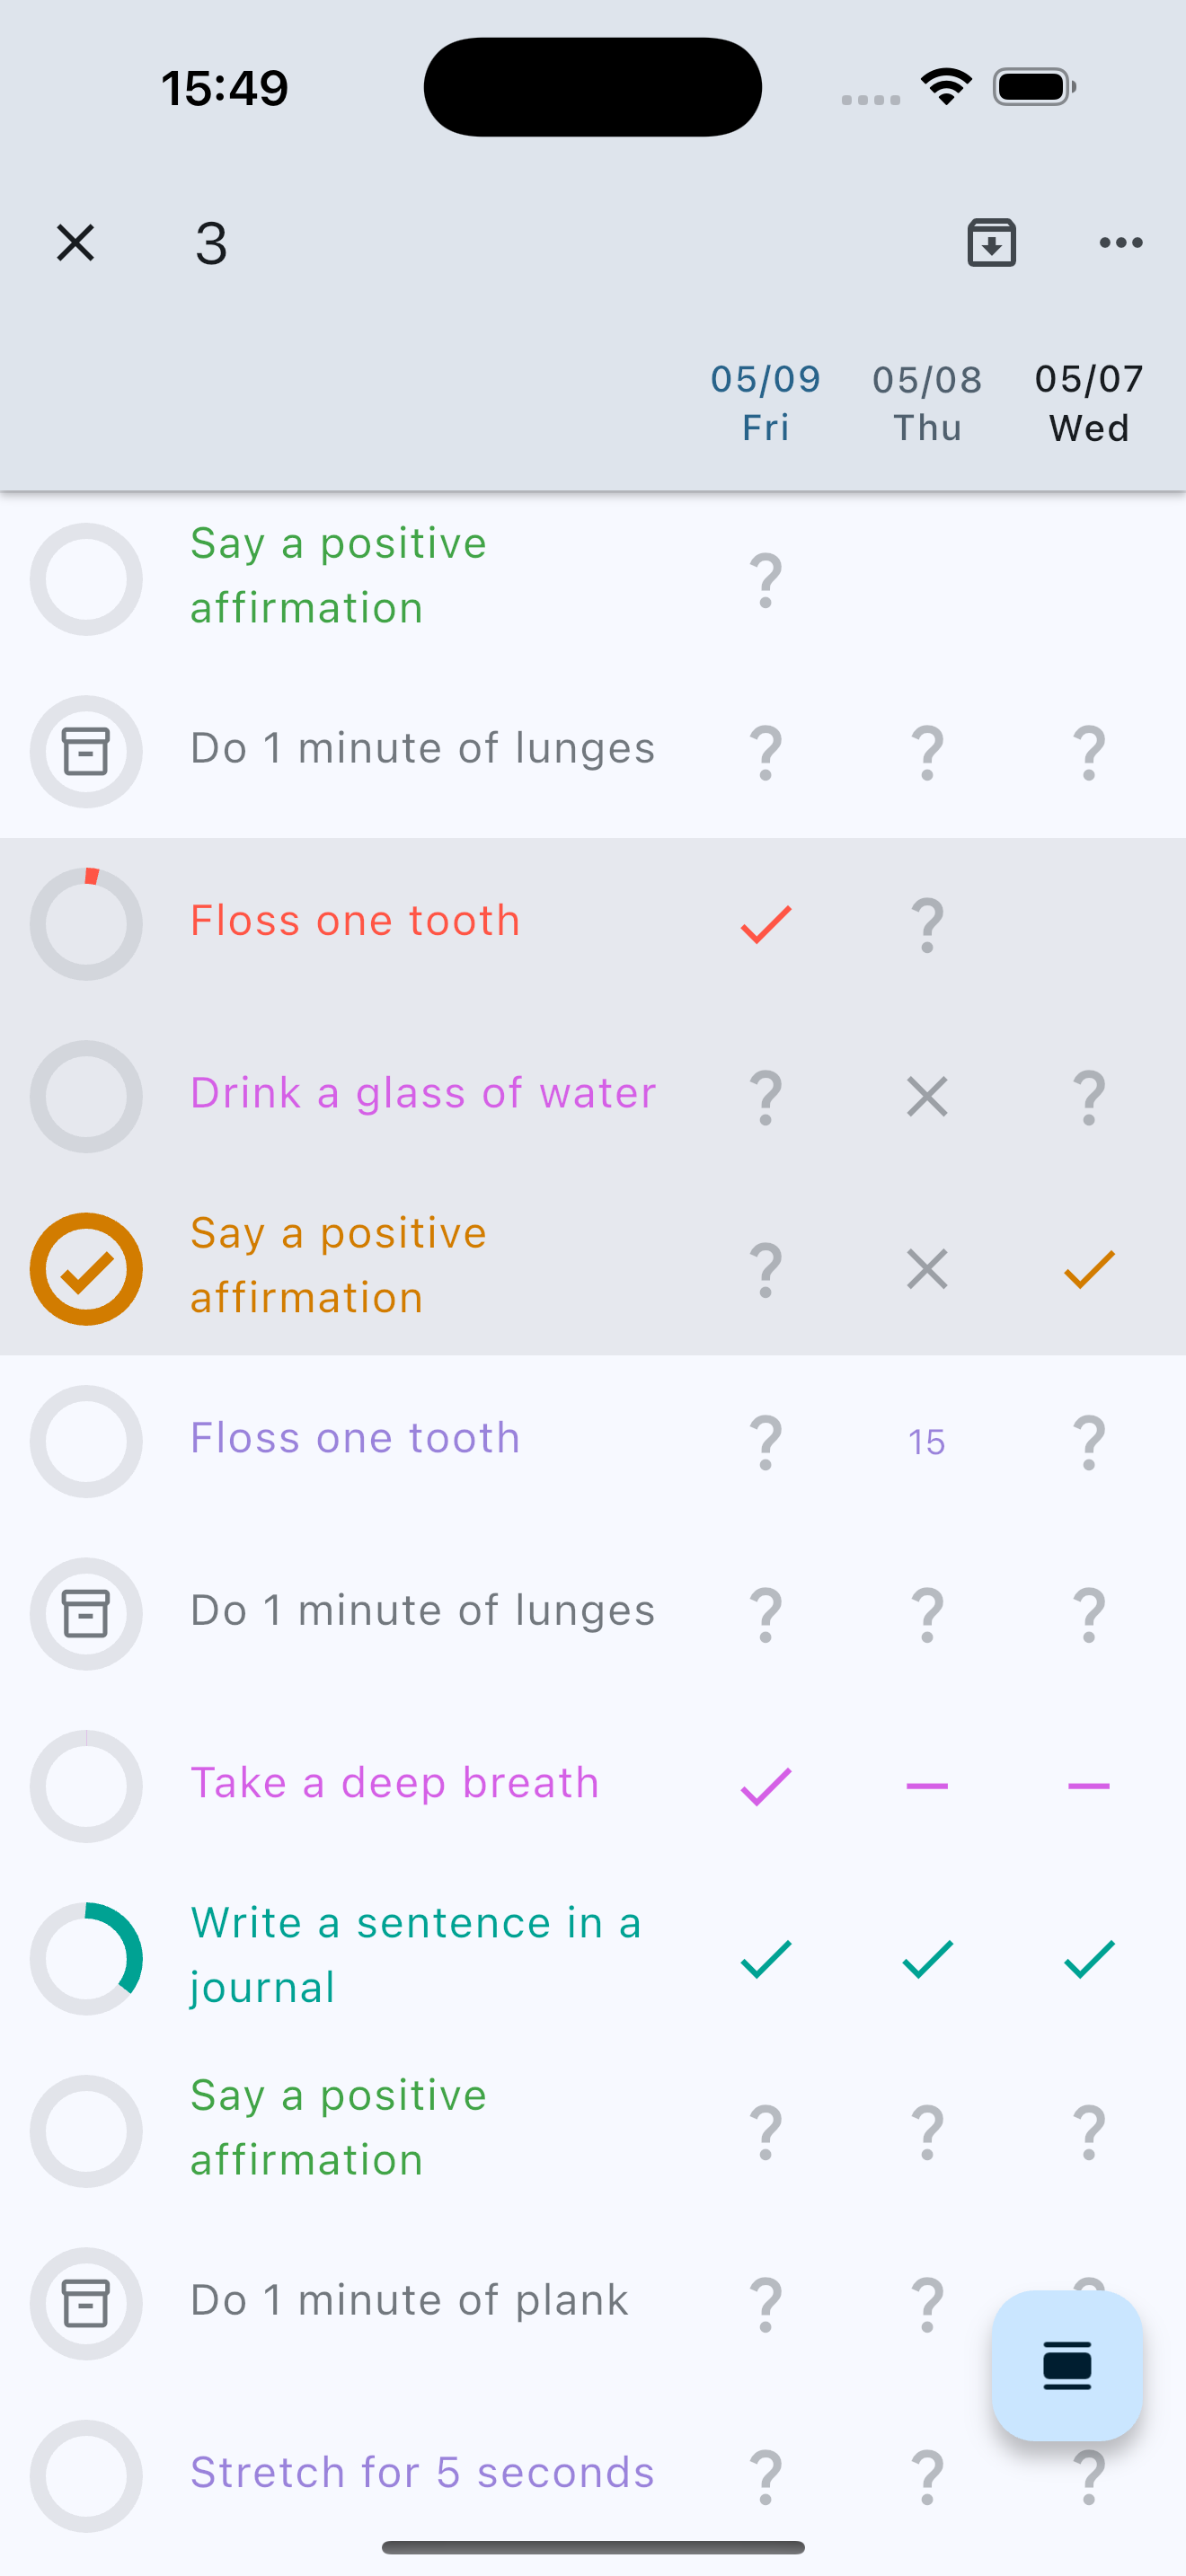 15:49
3
05/09 05/08 05/07
Fri Thu Wed
Say a positive
affirmation
?
Do 1 minute of lunges ? ? ?
Floss one tooth ?
Drink a glass of water ? ?
Say a positive
affirmation
?
Floss one tooth ? 15 ?
Do 1 minute of lunges ? ? ?
Take a deep breath
Write a sentence in a
journal
Say a positive
affirmation
? ? ?
Do 1 minute of plank ? ? ?
Stretch for 5 seconds ? ? ?